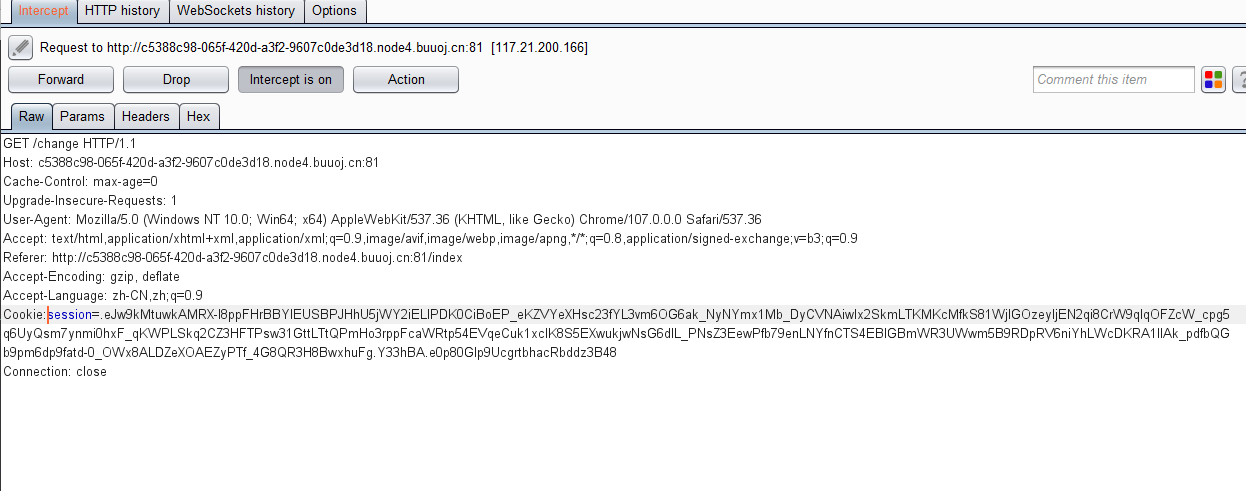 Intercept HTTP history WebSockets history Options
Request to http://c5388c98-065f-420d-a3f2-9607c0de3d18.node4.buuoj.cn:81 [117.21.200.166]
Forward Drop Intercept is on Action Comment this item ?
Raw Params Headers Hex
GET /change HTTP/1.1
Host: c5388c98-065f-420d-a3f2-9607c0de3d18.node4.buuoj.cn:81
Cache-Control: max-age=0
Upgrade-Insecure-Requests: 1
User-Agent: Mozilla/5.0 (Windows NT 10.0; Win64; x64) AppleWebKit/537.36 (KHTML, like Gecko) Chrome/107.0.0.0 Safari/537.36
Accept: text/html,application/xhtml+xml,application/xml;q=0.9,image/avif,image/webp,image/apng,*/*;q=0.8,application/signed-exchange;v=b3;q=0.9
Referer: http://c5388c98-065f-420d-a3f2-9607c0de3d18.node4.buuoj.cn:81/index
Accept-Encoding: gzip, deflate
Accept-Language: zh-CN,zh;q=0.9
Cookie:session=.eJw9kMtuwkAMRX-l8ppFHrBBYlEUSBPJHhU5jWY2iELIPDK0CiBoEP_eKZVYeXHsc23fYL3vm6OG6ak_NyNYmx1Mb_DyCVNAiwIx2SkmLTKMKcMfkS81WjlGOzeyIjEN2qi8CrW9qIqOFZcW_cpg5
q6UyQsm7ynmi0hxF_qKWPLSkq2CZ3HFTPsw31GttLTtQPmHo3rppFcaWRtp54EVqeCuk1xclK8S5EXwukjwNsG6dIL_PNsZ3EewPfb79enLNYfnCTS4EBIGBmWR3UWwm5B9RDpRV6niYhLWcDKRA1IIAk_pdfbQG
b9pm6dp9fatd-0_OWx8ALDZeXOAEZyPTf_4G8QR3H8BwxhuFg.Y33hBA.e0p80GIp9UcgrtbhacRbddz3B48
Connection: close